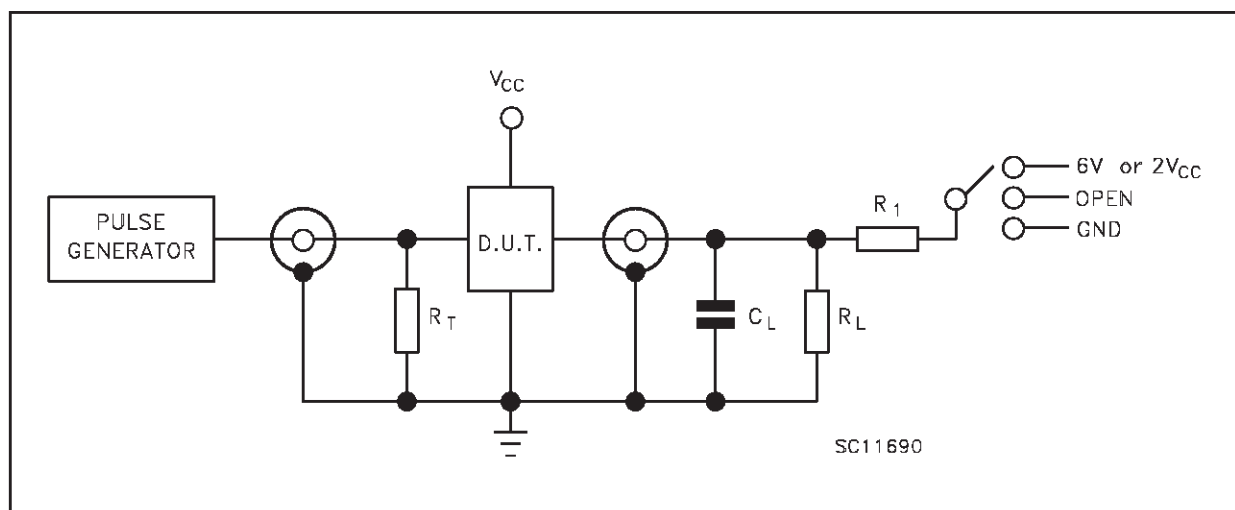 VCC
PULSE
GENERATOR
D.U.T.
RT
CL
RL
R1
6V or 2VCC
OPEN
GND
SC11690